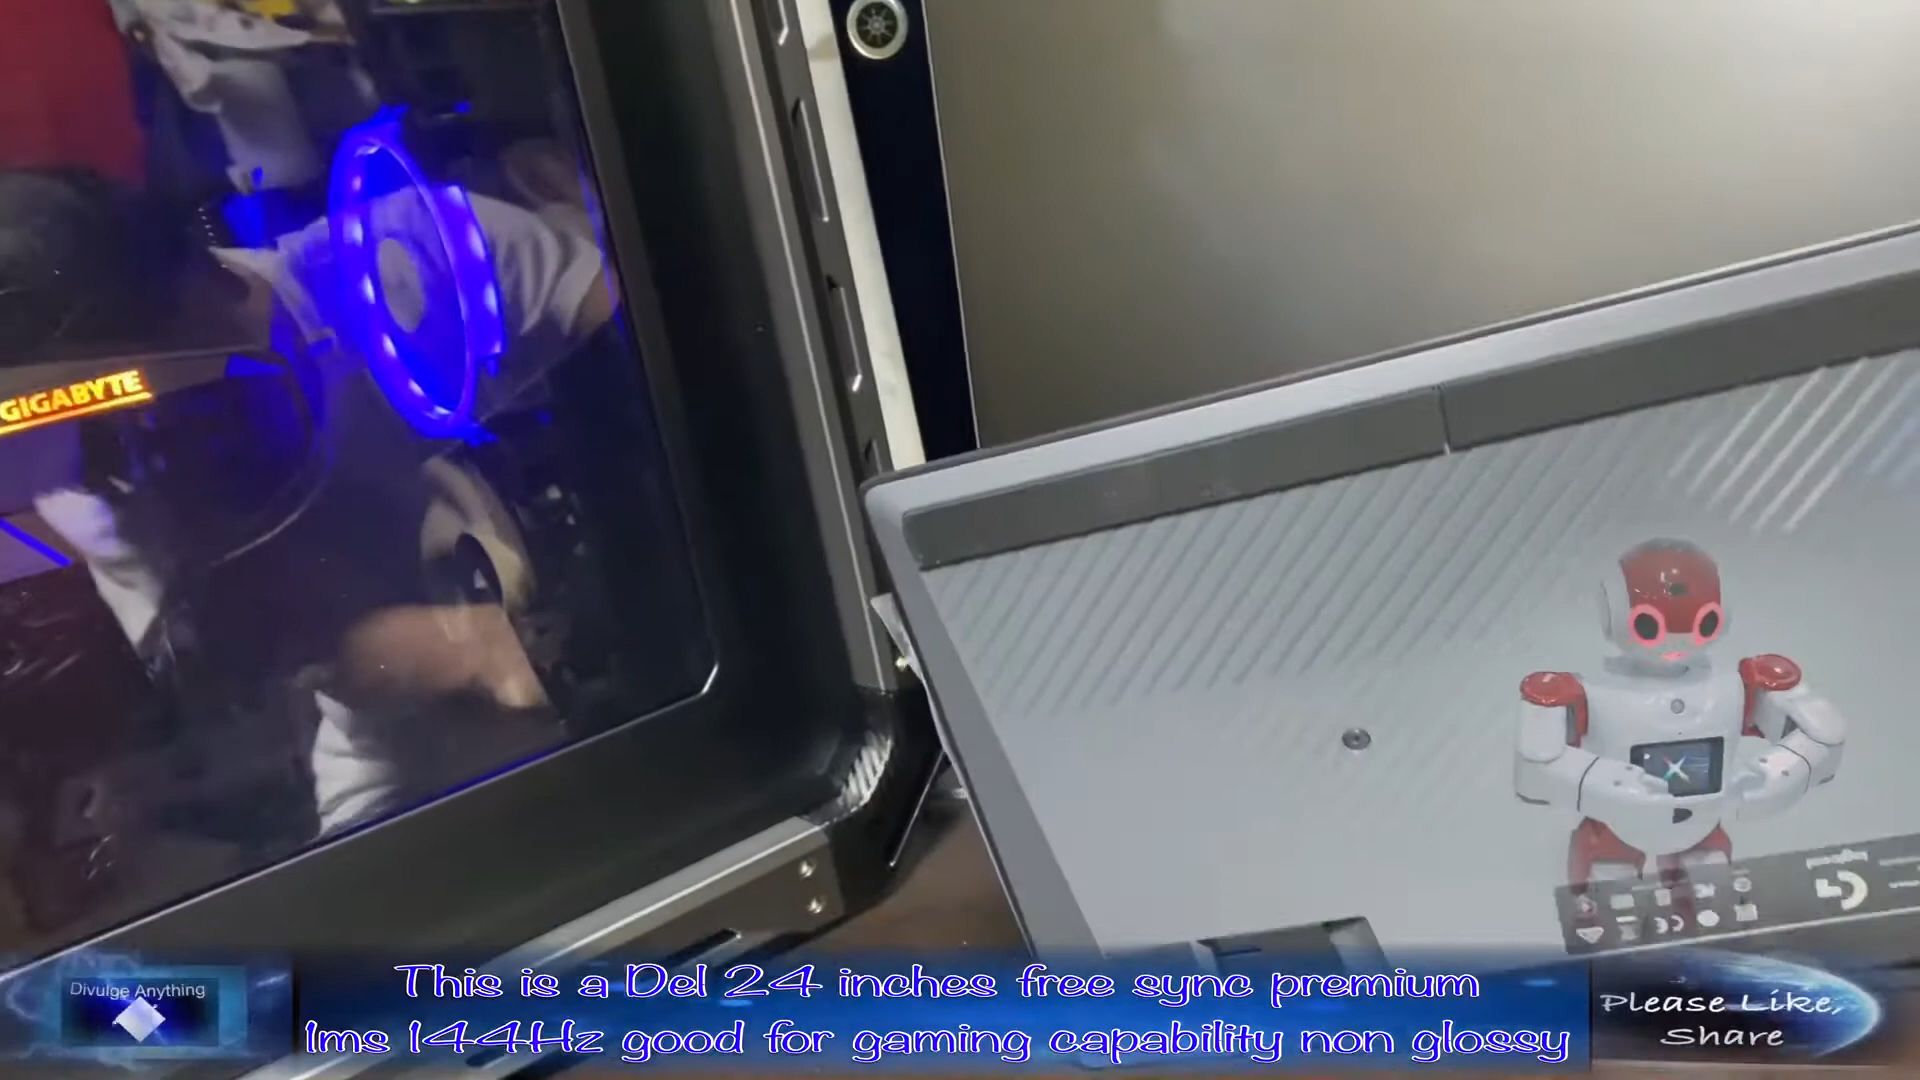 GIGABYTE
Divulge Anything
This is a Del 24 inches free sync premium
1ms 144Hz good for gaming capability non glossy
Please Like,
Share